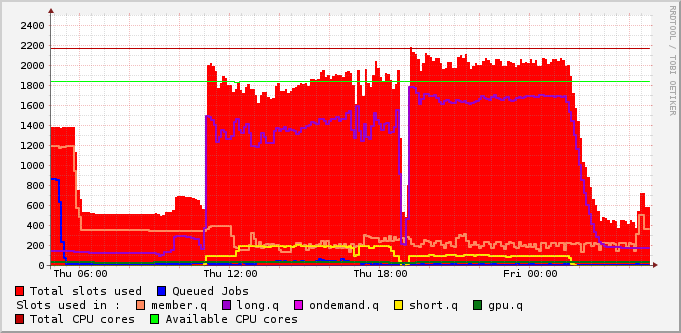 RRDTOOL / TOBI OETIKER
2400
2200
2000
1800
1600
1400
1200
1000
800
600
400
200
0
Thu 06:00 Thu 12:00 Thu 18:00 Fri 00:00
Total slots used Queued Jobs
Slots used in : member.q long.q ondemand.q short.q gpu.q
Total CPU cores Available CPU cores